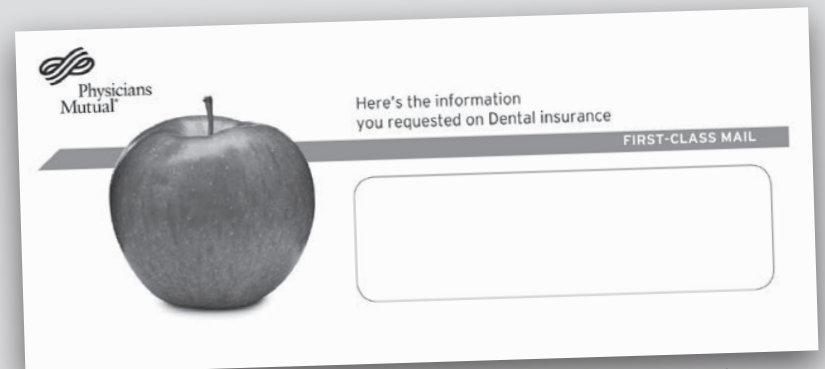 Physicians
Mutual®
Here's the information
you requested on Dental insurance
FIRST-CLASS MAIL